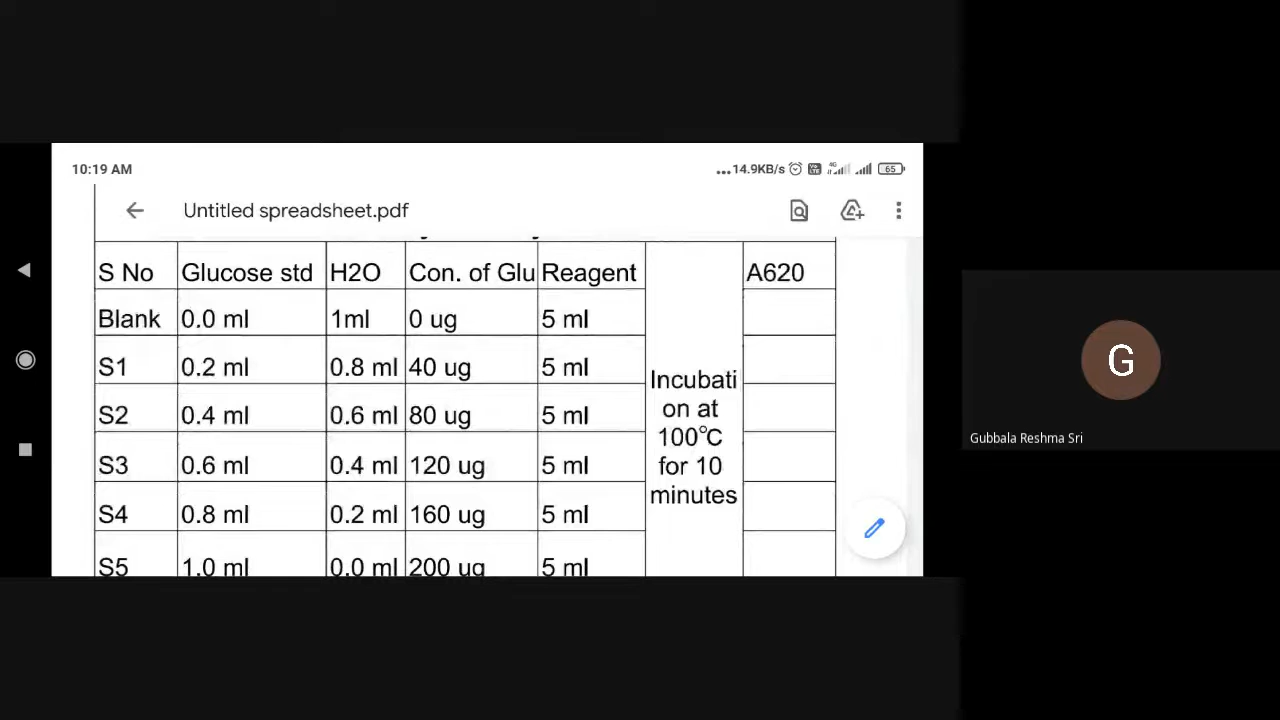 10:19 AM
...14.9KB/s 4G 65
Untitled spreadsheet.pdf
S No Glucose std H2O Con. of Glu Reagent A620
Blank 0.0 ml 1ml 0 ug 5 ml
S1 0.2 ml 0.8 ml 40 ug 5 ml
S2 0.4 ml 0.6 ml 80 ug 5 ml
S3 0.6 ml 0.4 ml 120 ug 5 ml
S4 0.8 ml 0.2 ml 160 ug 5 ml
S5 1.0 ml 0.0 ml 200 ug 5 ml
Incubati
on at
100°C
for 10
minutes
G
Gubbala Reshma Sri